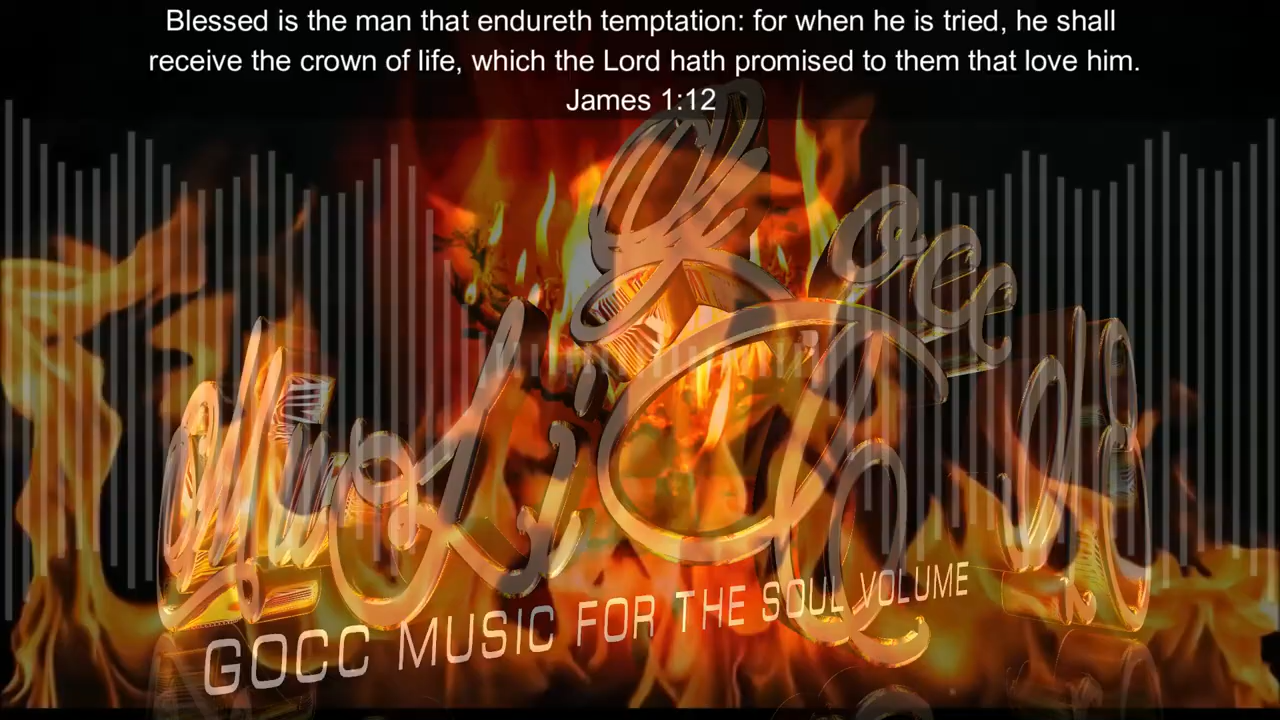 Blessed is the man that endureth temptation: for when he is tried, he shall
receive the crown of life, which the Lord hath promised to them that love him.
James 1:12
GOCC MUSIC FOR THE SOUL VOLUME